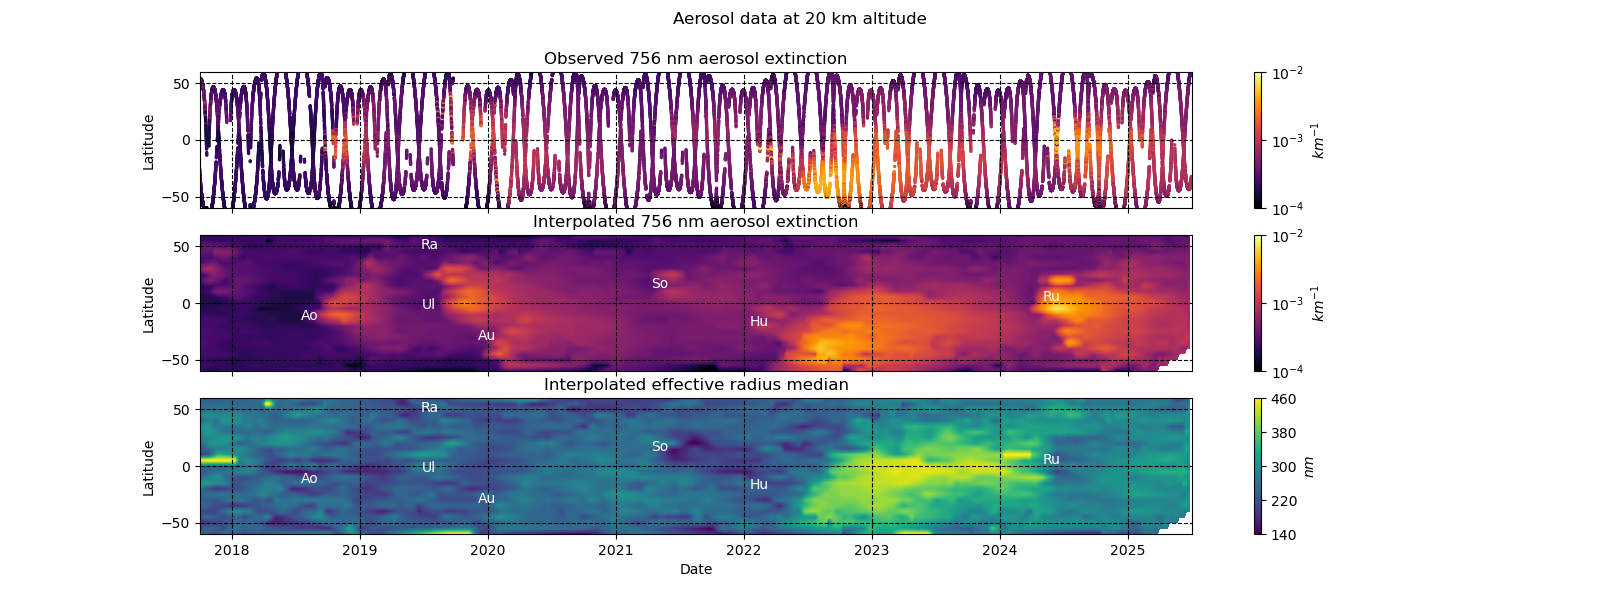 Aerosol data at 20 km altitude
Observed 756 nm aerosol extinction
50
0
−50
Latitude
10−2
10−3
10−4
km−1
Interpolated 756 nm aerosol extinction
50
0
−50
Latitude
Ra
Ao
Ul
Au
So
Hu
Ru
10−2
10−3
10−4
km−1
Interpolated effective radius median
50
0
−50
Latitude
Ra
Ao
Ul
Au
So
Hu
Ru
460
380
300
220
140
nm
2018 2019 2020 2021 2022 2023 2024 2025
Date